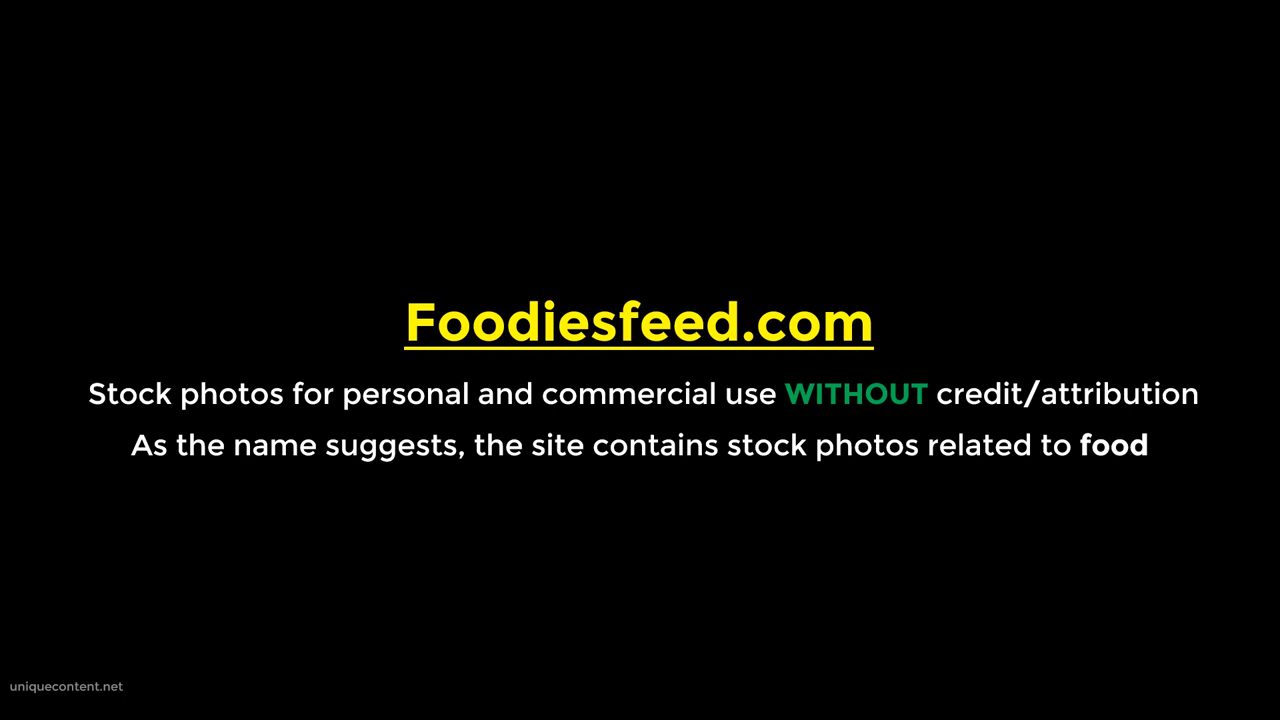 Foodiesfeed.com
Stock photos for personal and commercial use WITHOUT credit/attribution
As the name suggests, the site contains stock photos related to food
uniquecontent.net